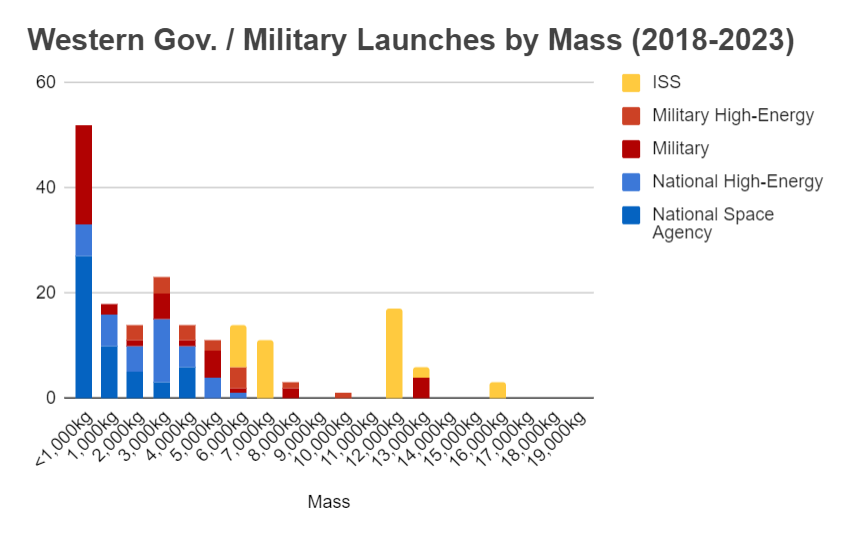 Western Gov. / Military Launches by Mass (2018-2023)
60
40
20
0
ISS
Military High-Energy
Military
National High-Energy
National Space
Agency
<1,000kg
1,000kg
2,000kg
3,000kg
4,000kg
5,000kg
6,000kg
7,000kg
8,000kg
9,000kg
10,000kg
11,000kg
12,000kg
13,000kg
14,000kg
15,000kg
16,000kg
17,000kg
18,000kg
19,000kg
Mass